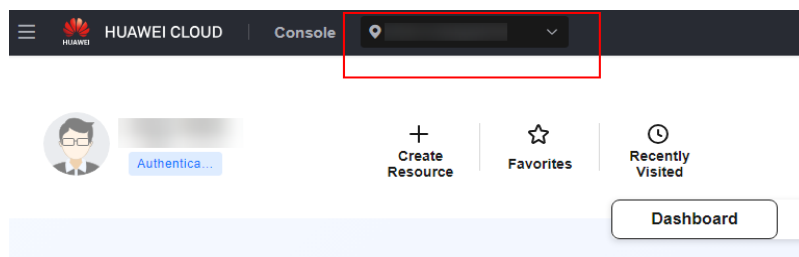 HUAWEI
HUAWEI CLOUD
Console
Authentica...
Create
Resource
Favorites
Recently
Visited
Dashboard